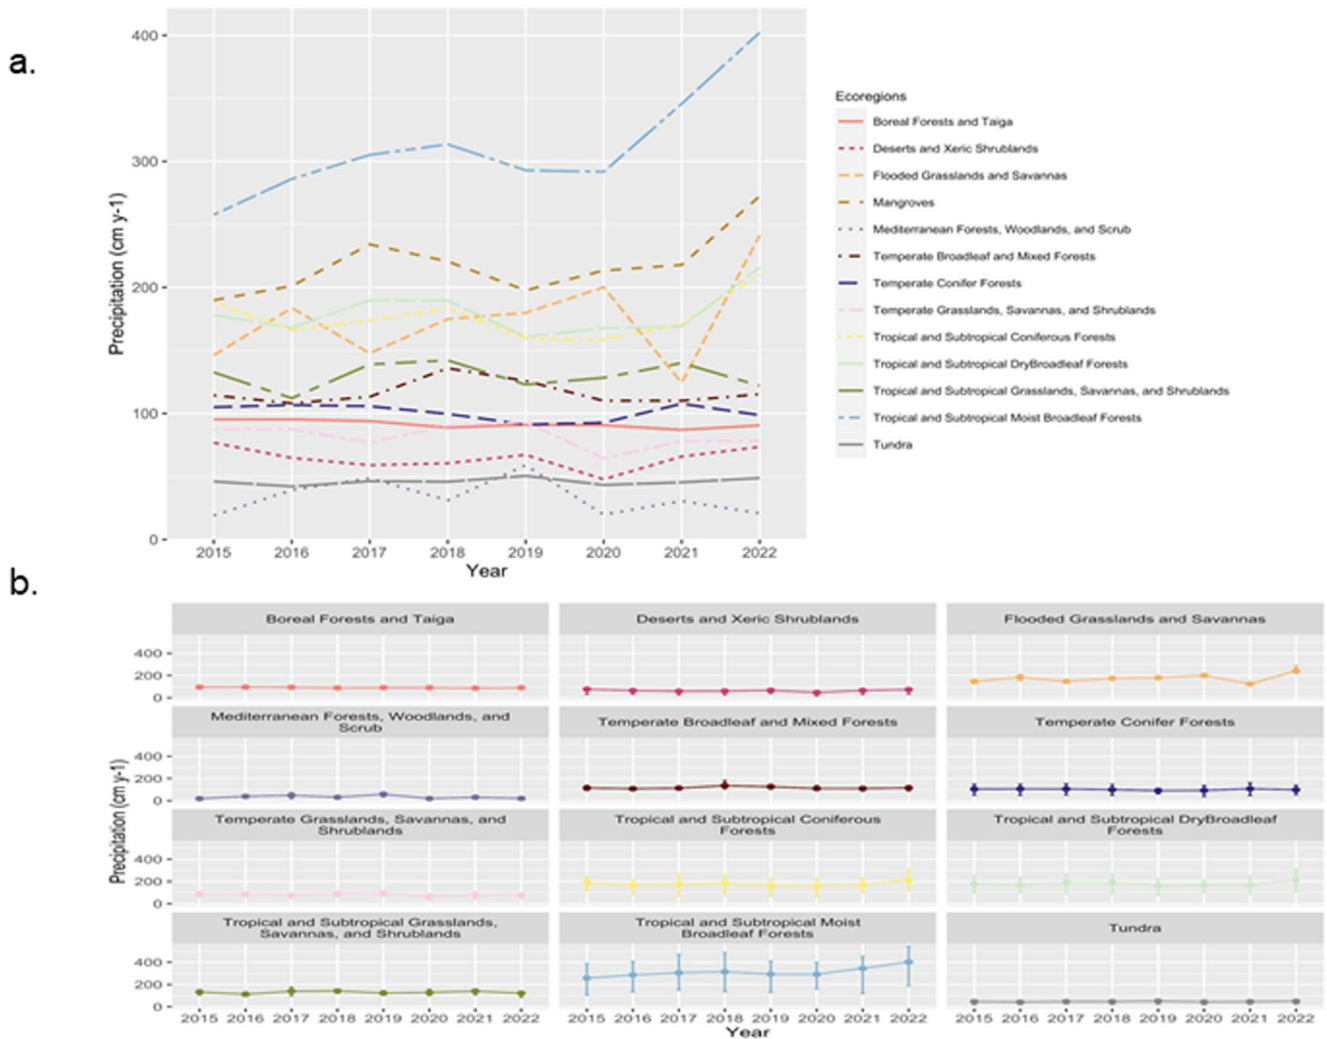 a.
400
300
200
100
0
Precipitation (cm y-1)
2015 2016 2017 2018 2019 2020 2021 2022
Year
Ecoregions
Boreal Forests and Taiga
Deserts and Xeric Shrublands
Flooded Grasslands and Savannas
Mangroves
Mediterranean Forests, Woodlands, and Scrub
Temperate Broadleaf and Mixed Forests
Temperate Conifer Forests
Temperate Grasslands, Savannas, and Shrublands
Tropical and Subtropical Coniferous Forests
Tropical and Subtropical DryBroadleaf Forests
Tropical and Subtropical Grasslands, Savannas, and Shrublands
Tropical and Subtropical Moist Broadleaf Forests
Tundra
b.
Precipitation (cm y-1)
Boreal Forests and Taiga
Deserts and Xeric Shrublands
Flooded Grasslands and Savannas
400
200
0
Mediterranean Forests, Woodlands, and
Scrub
Temperate Broadleaf and Mixed Forests
Temperate Conifer Forests
400
200
0
Temperate Grasslands, Savannas, and
Shrublands
Tropical and Subtropical Coniferous
Forests
Tropical and Subtropical DryBroadleaf
Forests
400
200
0
Tropical and Subtropical Grasslands,
Savannas, and Shrublands
Tropical and Subtropical Moist
Broadleaf Forests
Tundra
400
200
0
2015 2016 2017 2018 2019 2020 2021 2022
2015 2016 2017 2018 2019 2020 2021 2022
2015 2016 2017 2018 2019 2020 2021 2022
Year